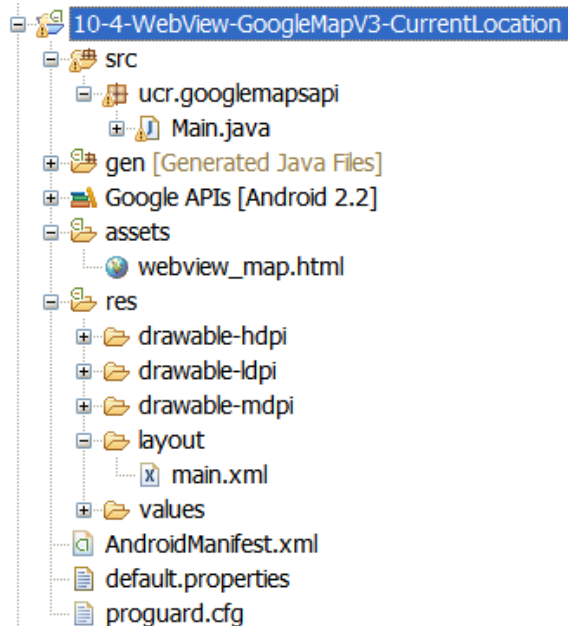 10-4-WebView-GoogleMapV3-CurrentLocation
src
ucr.googlemapsapi
Main.java
gen [Generated Java Files]
Google APIs [Android 2.2]
assets
webview_map.html
res
drawable-hdpi
drawable-ldpi
drawable-mdpi
layout
main.xml
values
AndroidManifest.xml
default.properties
proguard.cfg